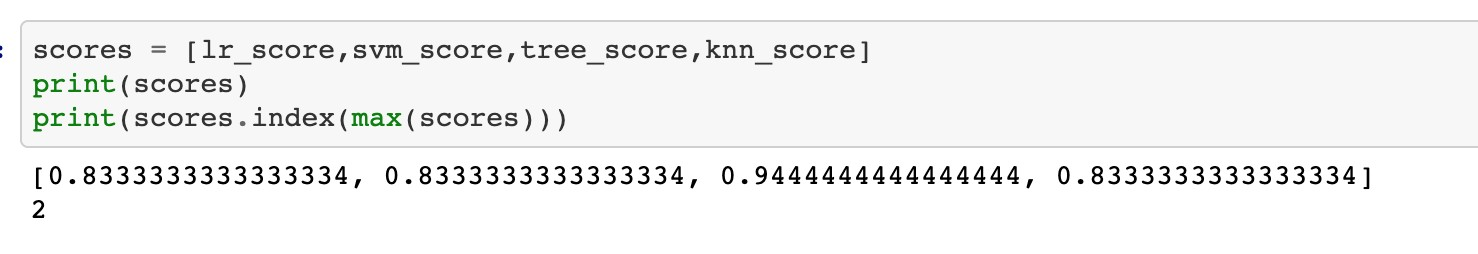 :
scores = [lr_score,svm_score,tree_score,knn_score]
print(scores)
print(scores.index(max(scores)))
[0.8333333333333334, 0.8333333333333334, 0.9444444444444444, 0.8333333333333334]
2